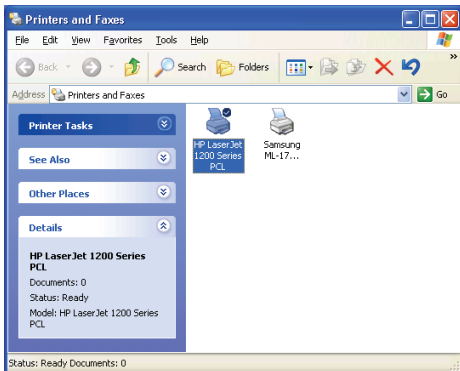 Printers and Faxes
File Edit View Favorites Tools Help
Back Search Folders »
Address Printers and Faxes Go
Printer Tasks
See Also
Other Places
Details
HP LaserJet 1200 Series
PCL
Documents: 0
Status: Ready
Model: HP LaserJet 1200 Series
PCL
HP LaserJet
1200 Series
PCL
Samsung
ML-17...
Status: Ready Documents: 0